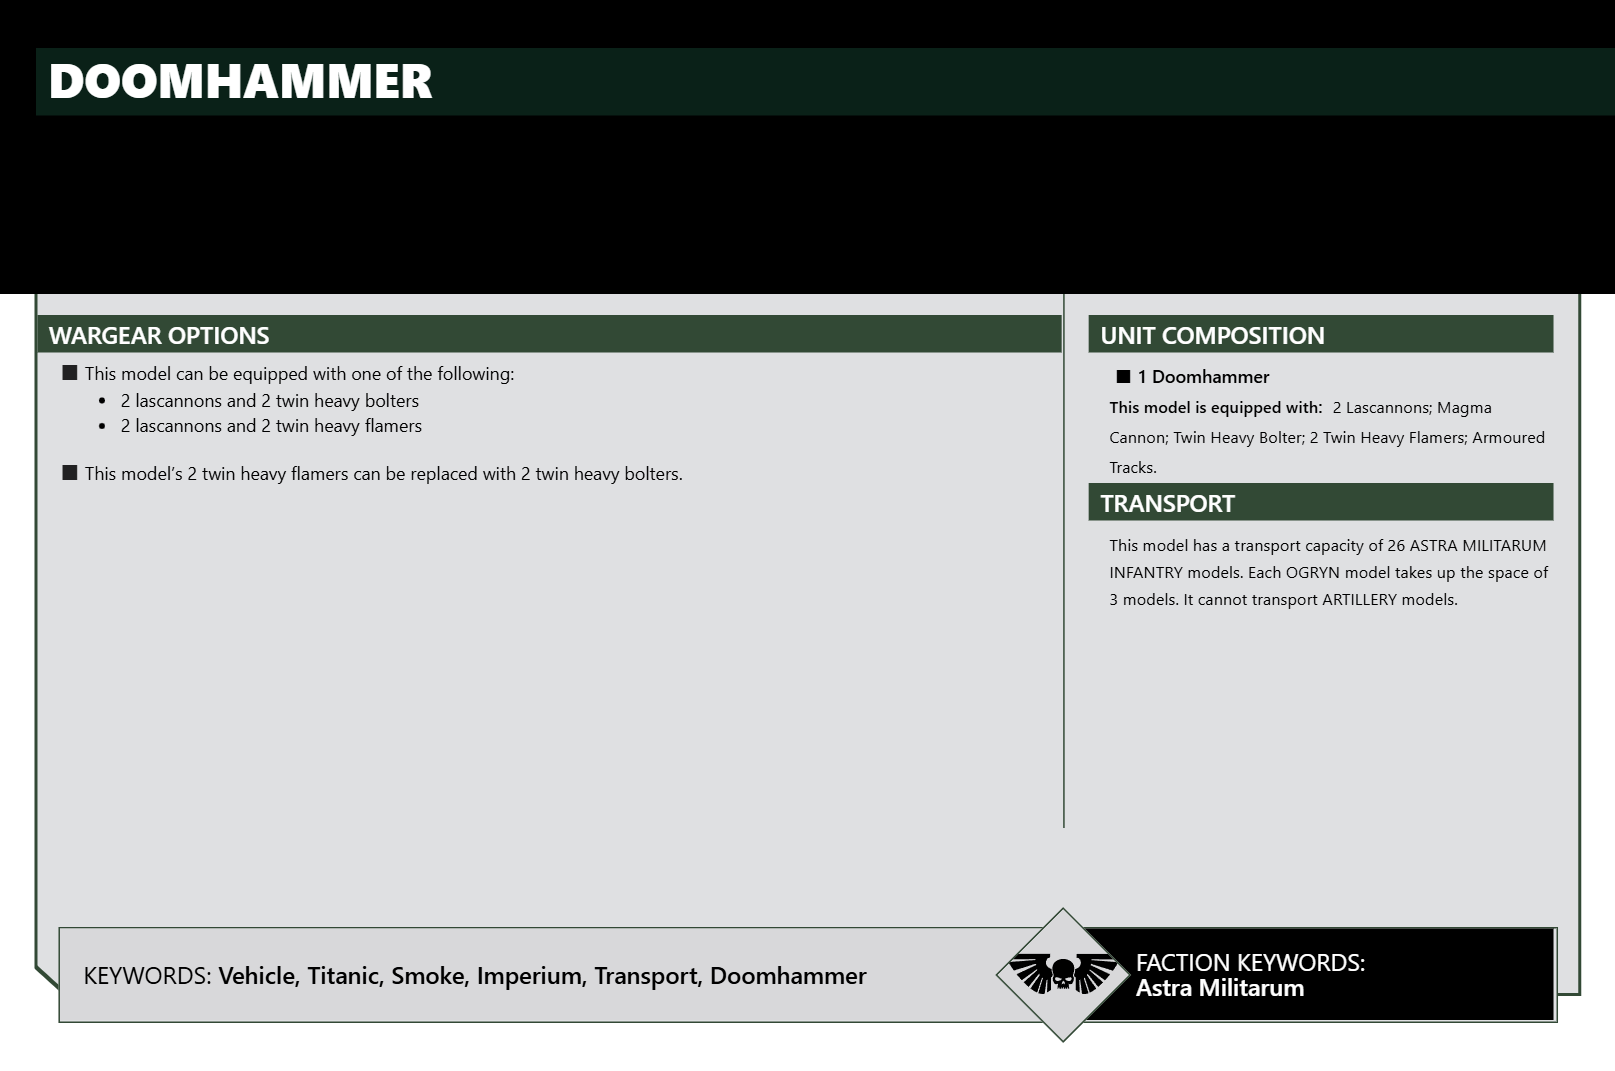 DOOMHAMMER
WARGEAR OPTIONS
■ This model can be equipped with one of the following:
• 2 lascannons and 2 twin heavy bolters
• 2 lascannons and 2 twin heavy flamers
■ This model’s 2 twin heavy flamers can be replaced with 2 twin heavy bolters.
UNIT COMPOSITION
■ 1 Doomhammer
This model is equipped with: 2 Lascannons; Magma
Cannon; Twin Heavy Bolter; 2 Twin Heavy Flamers; Armoured
Tracks.
TRANSPORT
This model has a transport capacity of 26 ASTRA MILITARUM
INFANTRY models. Each OGRYN model takes up the space of
3 models. It cannot transport ARTILLERY models.
KEYWORDS: Vehicle, Titanic, Smoke, Imperium, Transport, Doomhammer
FACTION KEYWORDS:
Astra Militarum